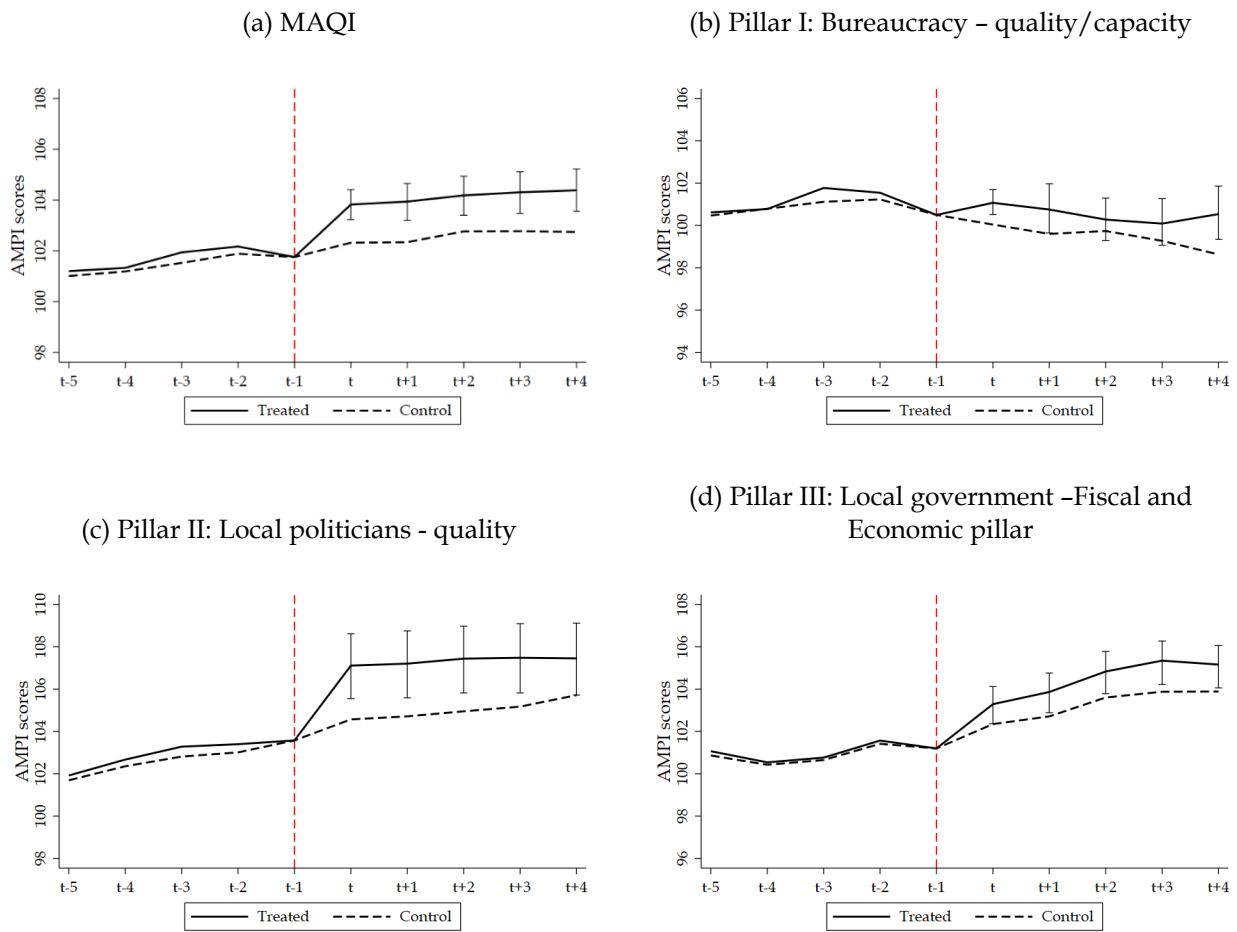 (a) MAQI
AMPI scores
98 100 102 104 106 108
t-5 t-4 t-3 t-2 t-1 t t+1 t+2 t+3 t+4
Treated Control
(b) Pillar I: Bureaucracy – quality/capacity
AMPI scores
94 96 98 100 102 104 106
t-5 t-4 t-3 t-2 t-1 t t+1 t+2 t+3 t+4
Treated Control
(c) Pillar II: Local politicians - quality
AMPI scores
98 100 102 104 106 108 110
t-5 t-4 t-3 t-2 t-1 t t+1 t+2 t+3 t+4
Treated Control
(d) Pillar III: Local government –Fiscal and
Economic pillar
AMPI scores
96 98 100 102 104 106 108
t-5 t-4 t-3 t-2 t-1 t t+1 t+2 t+3 t+4
Treated Control